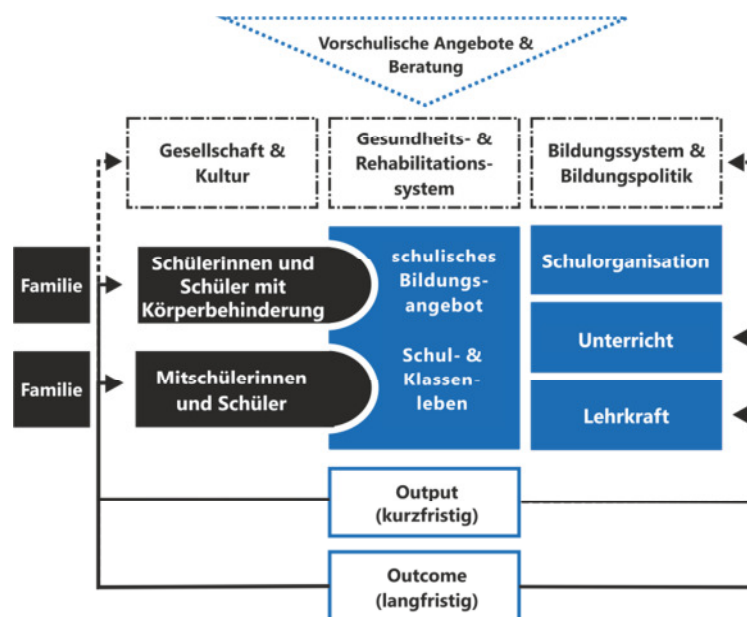 Vorschulische Angebote &
Beratung
Gesellschaft &
Kultur
Gesundheits- &
Rehabilitations-
system
Bildungssystem &
Bildungspolitik
Familie
Schülerinnen und
Schüler mit
Körperbehinderung
schulisches
Bildungs-
angebot
Schulorganisation
Unterricht
Familie
Mitschülerinnen
und Schüler
Schul- &
Klassen-
leben
Lehrkraft
Output
(kurzfristig)
Outcome
(langfristig)